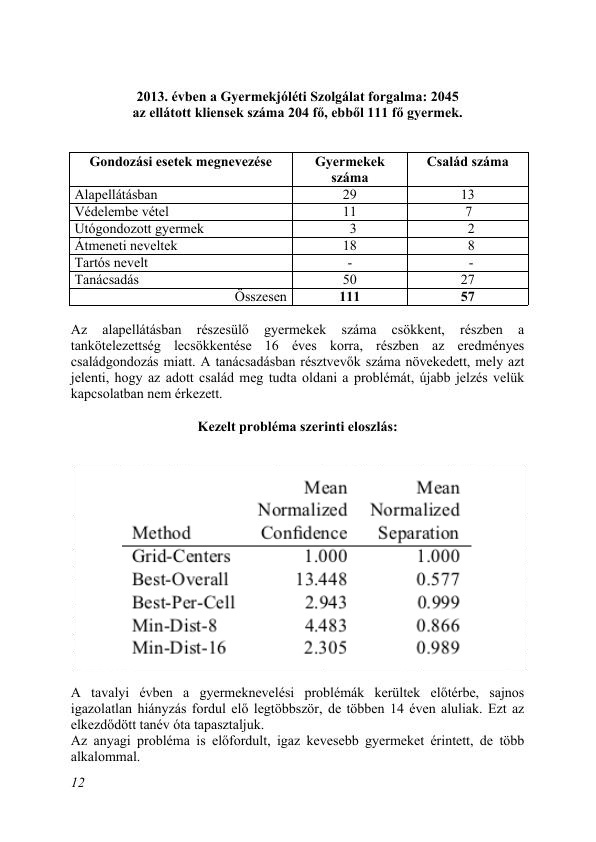 2013. évben a Gyermekjóléti Szolgálat forgalma: 2045
az ellátott kliensek száma 204 fő, ebből 111 fő gyermek.
Gondozási esetek megnevezése Gyermekek száma Család száma
Alapellátásban 29 13
Védelembe vétel 11 7
Utógondozott gyermek 3 2
Átmeneti neveltek 18 8
Tartós nevelt - -
Tanácsadás 50 27
Összesen 111 57
Az alapellátásban részesülő gyermekek száma csökkent, részben a
tankötelezettség lecsökkentése 16 éves korra, részben az eredményes
családgondozás miatt. A tanácsadásban résztvevők száma növekedett, mely azt
jelenti, hogy az adott család meg tudta oldani a problémát, újabb jelzés velük
kapcsolatban nem érkezett.
Kezelt probléma szerinti eloszlás:
Method Mean Normalized Confidence Mean Normalized Separation
Grid-Centers 1.000 1.000
Best-Overall 13.448 0.577
Best-Per-Cell 2.943 0.999
Min-Dist-8 4.483 0.866
Min-Dist-16 2.305 0.989
A tavalyi évben a gyermeknevelési problémák kerültek előtérbe, sajnos
igazolatlan hiányzás fordul elő legtöbbször, de többen 14 éven aluliak. Ezt az
elkezdődött tanév óta tapasztaljuk.
Az anyagi probléma is előfordult, igaz kevesebb gyermeket érintett, de több
alkalommal.
12